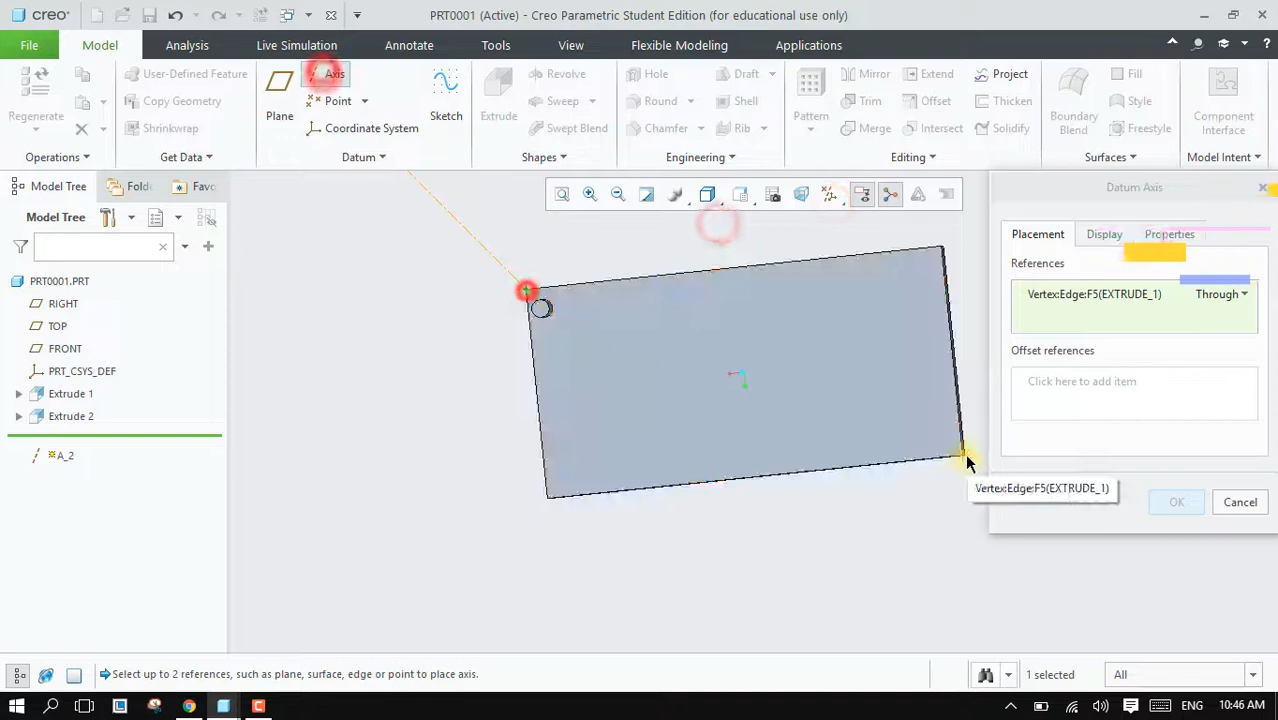 creo PRT0001 (Active) - Creo Parametric Student Edition (for educational use only)
File Model Analysis Live Simulation Annotate Tools View Flexible Modeling Applications
Regenerate
Operations
User-Defined Feature
Copy Geometry
Shrinkwrap
Get Data
Plane
Axis
Point
Coordinate System
Sketch
Datum
Extrude
Revolve
Sweep
Swept Blend
Shapes
Hole
Round
Chamfer
Draft
Shell
Rib
Engineering
Pattern
Mirror
Trim
Merge
Extend
Offset
Intersect
Project
Thicken
Solidify
Editing
Boundary
Blend
Fill
Style
Freestyle
Surfaces
Component
Interface
Model Intent
Model Tree Fold Favo
Model Tree
PRT0001.PRT
RIGHT
TOP
FRONT
PRT_CSYS_DEF
Extrude 1
Extrude 2
A_2
Datum Axis
Placement Display Properties
References
Vertex:Edge:F5(EXTRUDE_1) Through
Offset references
Click here to add item
OK Cancel
Vertex:Edge:F5(EXTRUDE_1)
Select up to 2 references, such as plane, surface, edge or point to place axis.
1 selected All
ENG 10:46 AM